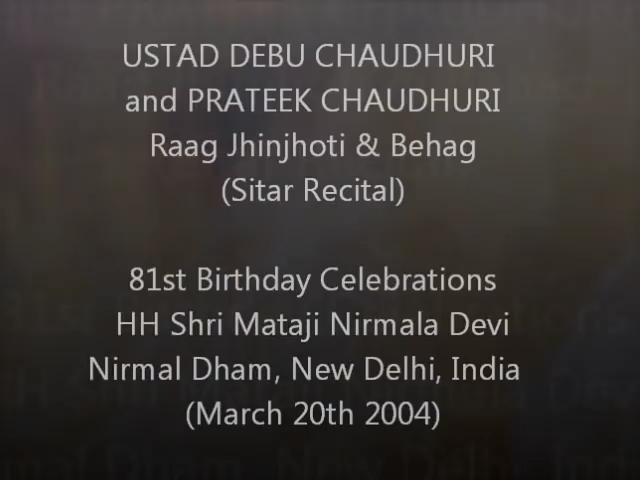 USTAD DEBU CHAUDHURI
and PRATEEK CHAUDHURI
Raag Jhinjhoti & Behag
(Sitar Recital)
81st Birthday Celebrations
HH Shri Mataji Nirmala Devi
Nirmal Dham, New Delhi, India
(March 20th 2004)